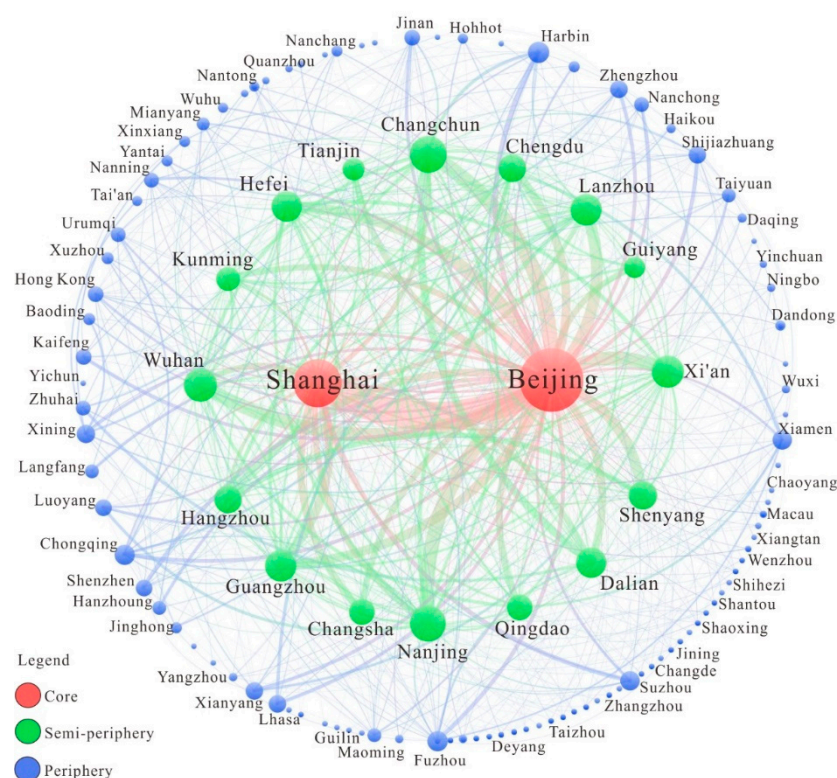 Jinan
Hohhot
Harbin
Nanchang
Quanzhou
Nantong
Wuhu
Mianyang
Xinxiang
Yantai
Nanning
Tai'an
Urumqi
Xuzhou
Hong Kong
Baoding
Kaifeng
Yichun
Zhuhai
Xining
Langfang
Luoyang
Chongqing
Shenzhen
Hanzhoung
Jinghong
Yangzhou
Xianyang
Lhasa
Guilin
Maoming
Fuzhou
Deyang
Taizhou
Zhangzhou
Suzhou
Changde
Jining
Shaoxing
Shantou
Shihezi
Wenzhou
Xiangtan
Macau
Chaoyang
Xiamen
Wuxi
Dandong
Ningbo
Yinchuan
Daqing
Taiyuan
Shijiazhuang
Haikou
Nanchong
Zhengzhou
Changchun
Chengdu
Tianjin
Lanzhou
Hefei
Guiyang
Kunming
Wuhan
Shanghai
Beijing
Xi'an
Hangzhou
Shenyang
Guangzhou
Dalian
Changsha
Nanjing
Qingdao
Legend
Core
Semi-periphery
Periphery